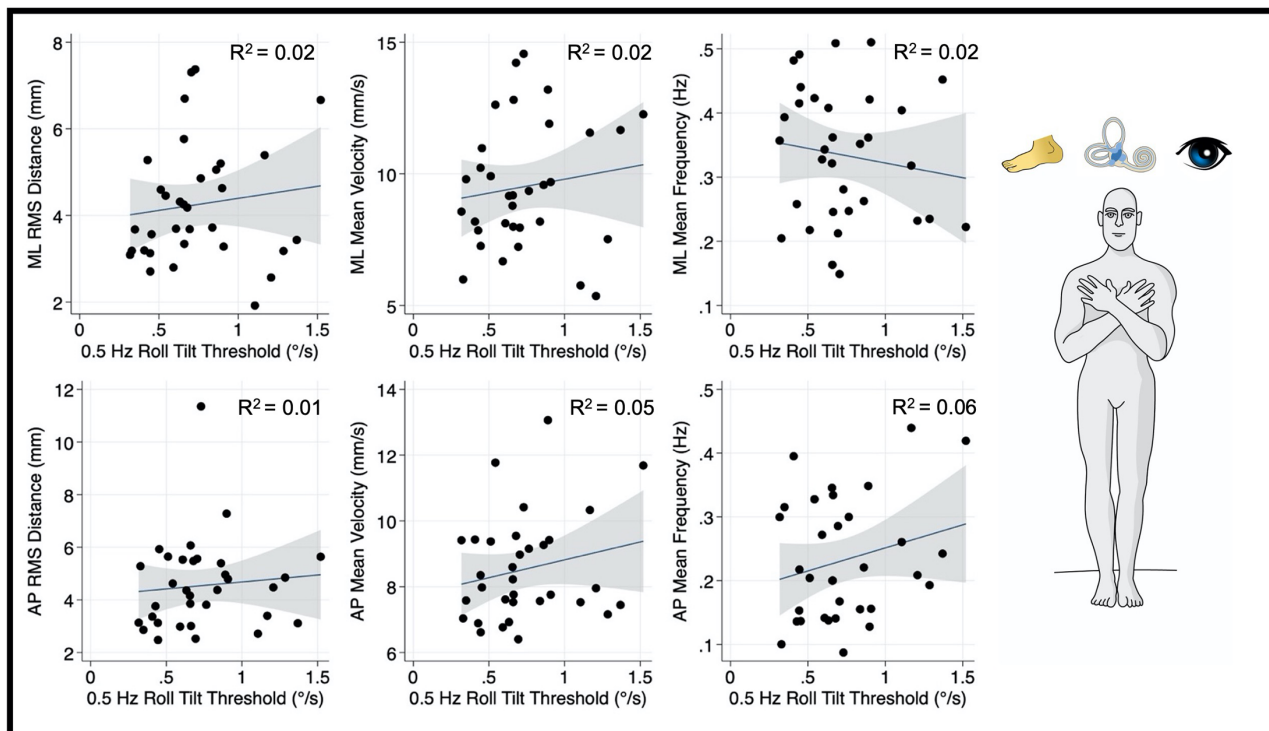 R² = 0.02
ML RMS Distance (mm)
8
6
4
2
0 .5 1 1.5
0.5 Hz Roll Tilt Threshold (°/s)
R² = 0.02
ML Mean Velocity (mm/s)
15
10
5
0 .5 1 1.5
0.5 Hz Roll Tilt Threshold (°/s)
R² = 0.02
ML Mean Frequency (Hz)
.5
.4
.3
.2
.1
0 .5 1 1.5
0.5 Hz Roll Tilt Threshold (°/s)
R² = 0.01
AP RMS Distance (mm)
12
10
8
6
4
2
0 .5 1 1.5
0.5 Hz Roll Tilt Threshold (°/s)
R² = 0.05
AP Mean Velocity (mm/s)
14
12
10
8
6
0 .5 1 1.5
0.5 Hz Roll Tilt Threshold (°/s)
R² = 0.06
AP Mean Frequency (Hz)
.5
.4
.3
.2
.1
0 .5 1 1.5
0.5 Hz Roll Tilt Threshold (°/s)